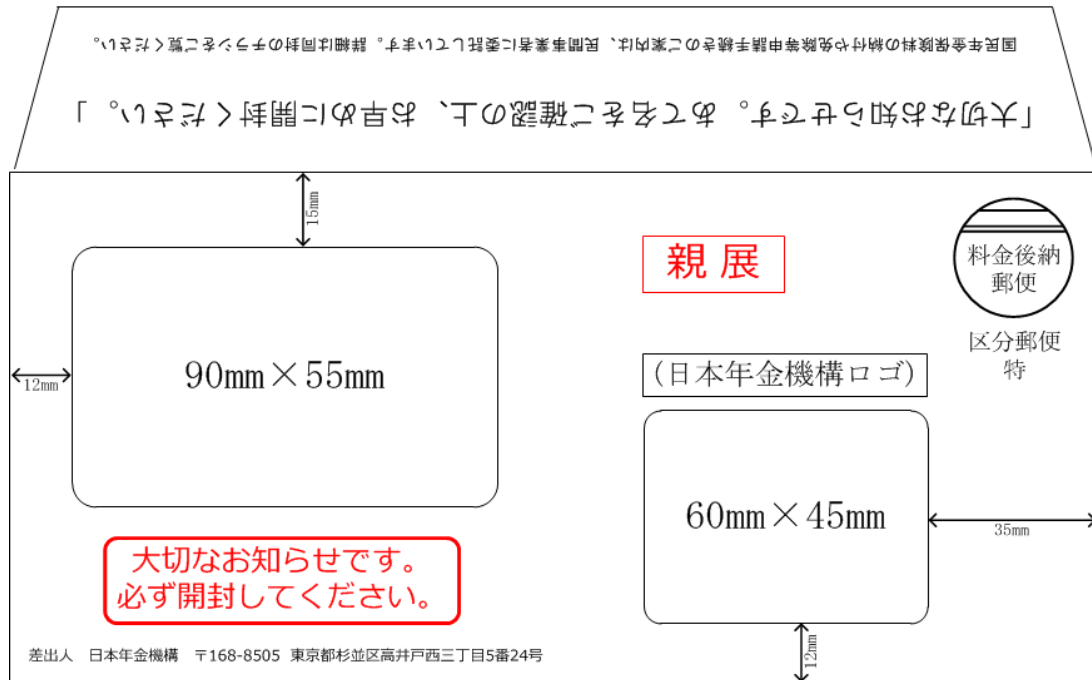 国民年金保険料の納付や免除等申請手続きのご案内は、民間事業者に委託しています。詳細は同封のチラシをご覧ください。
「大切なお知らせです。あて名をご確認の上、お早めに開封ください。」
15mm
親展
料金後納
郵便
区分郵便
特
12mm
90mm×55mm
(日本年金機構ロゴ)
60mm×45mm
35mm
大切なお知らせです。
必ず開封してください。
12mm
差出人 日本年金機構 〒168-8505 東京都杉並区高井戸西三丁目5番24号